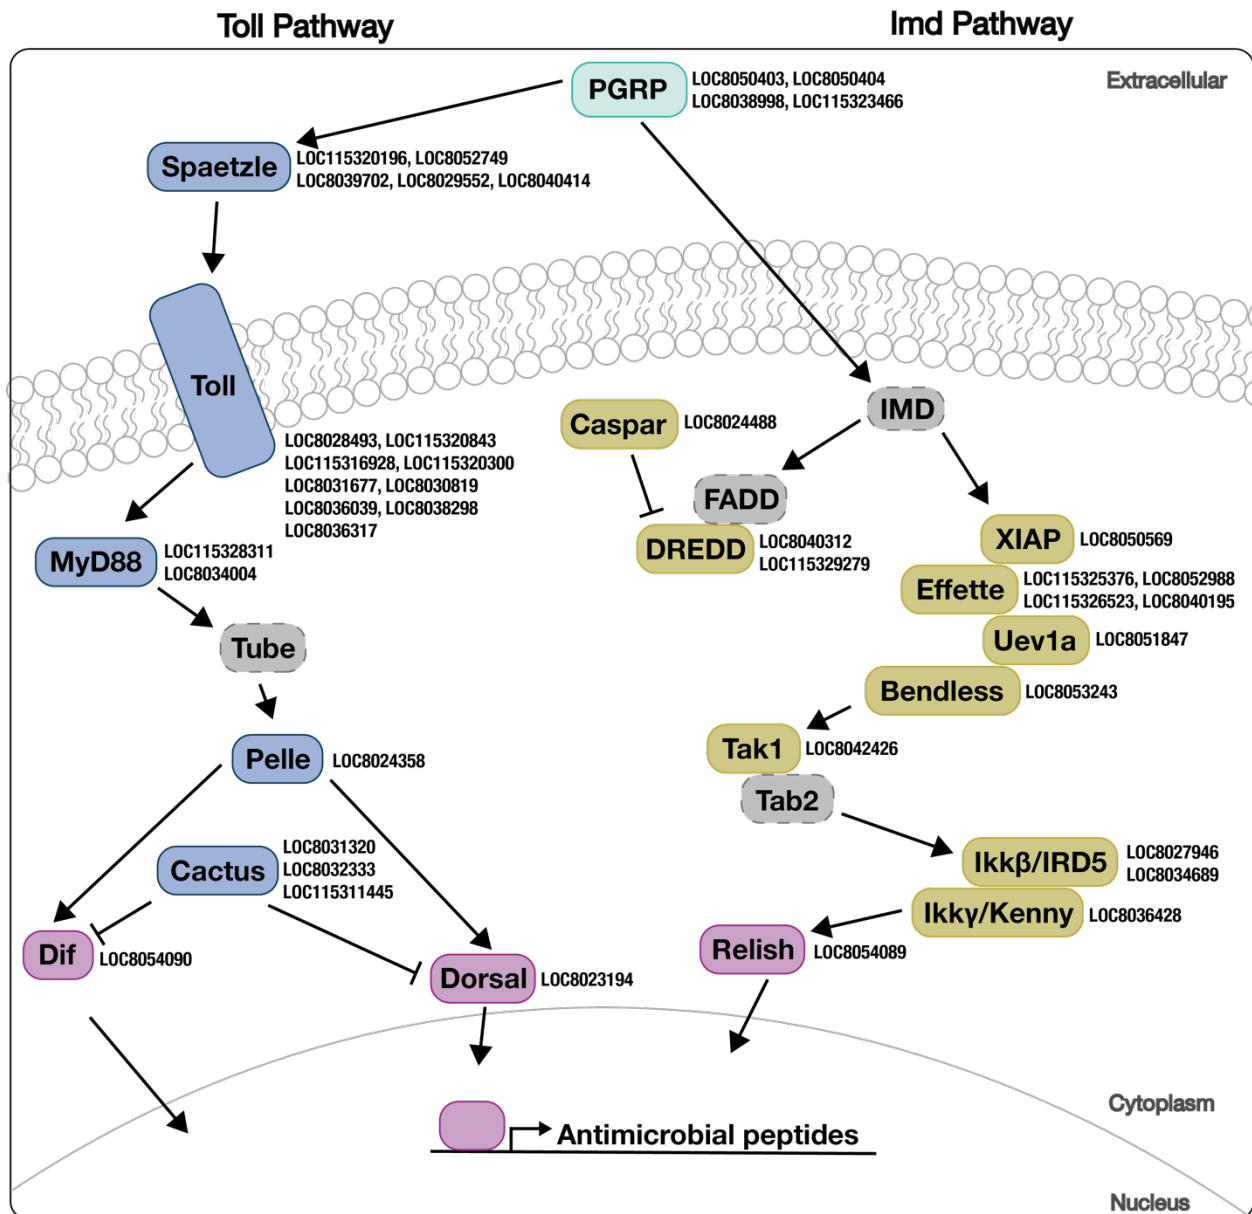 Toll Pathway
Imd Pathway
Extracellular
PGRP
LOC8050403, LOC8050404
LOC8038998, LOC115323466
Spaetzle
LOC115320196, LOC8052749
LOC8039702, LOC8029552, LOC8040414
Toll
LOC8028493, LOC115320843
LOC115316928, LOC115320300
LOC8031677, LOC8030819
LOC8036039, LOC8038298
LOC8036317
IMD
Caspar
LOC8024488
FADD
DREDD
LOC8040312
LOC115329279
XIAP
LOC8050569
MyD88
LOC115328311
LOC8034004
Effette
LOC115325376, LOC8052988
LOC115326523, LOC8040195
Tube
Uev1a
LOC8051847
Bendless
LOC8053243
Pelle
LOC8024358
Tak1
LOC8042426
Tab2
Cactus
LOC8031320
LOC8032333
LOC115311445
Ikkβ/IRD5
LOC8027946
LOC8034689
Ikkγ/Kenny
LOC8036428
Dif
LOC8054090
Dorsal
LOC8023194
Relish
LOC8054089
Cytoplasm
Antimicrobial peptides
Nucleus